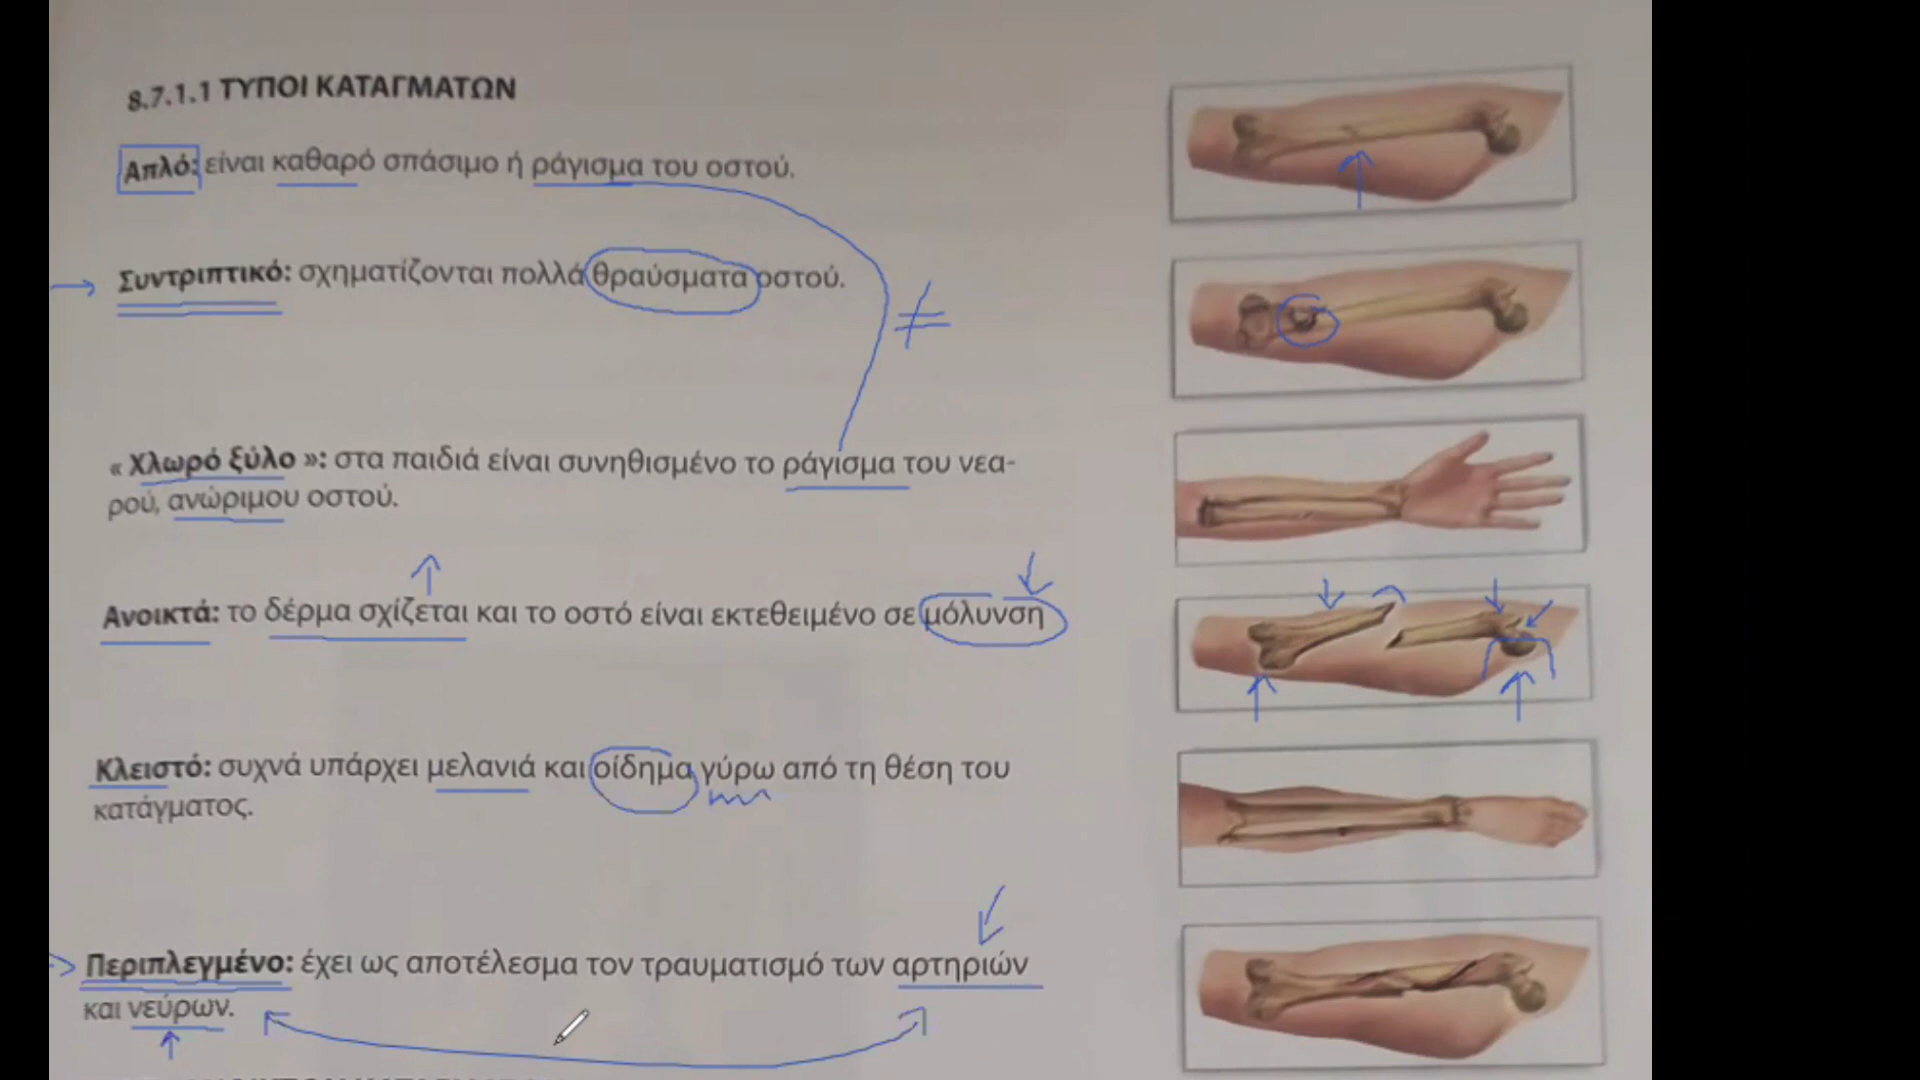 8.7.1.1 ΤΥΠΟΙ ΚΑΤΑΓΜΑΤΩΝ
Απλό: είναι καθαρό σπάσιμο ή ράγισμα του οστού.
Συντριπτικό: σχηματίζονται πολλά θραύσματα οστού.
≠
« Χλωρό ξύλο »: στα παιδιά είναι συνηθισμένο το ράγισμα του νεα-
ρού, ανώριμου οστού.
Ανοικτά: το δέρμα σχίζεται και το οστό είναι εκτεθειμένο σε μόλυνση
Κλειστό: συχνά υπάρχει μελανιά και οίδημα γύρω από τη θέση του
κατάγματος.
Περιπλεγμένο: έχει ως αποτέλεσμα τον τραυματισμό των αρτηριών
και νεύρων.